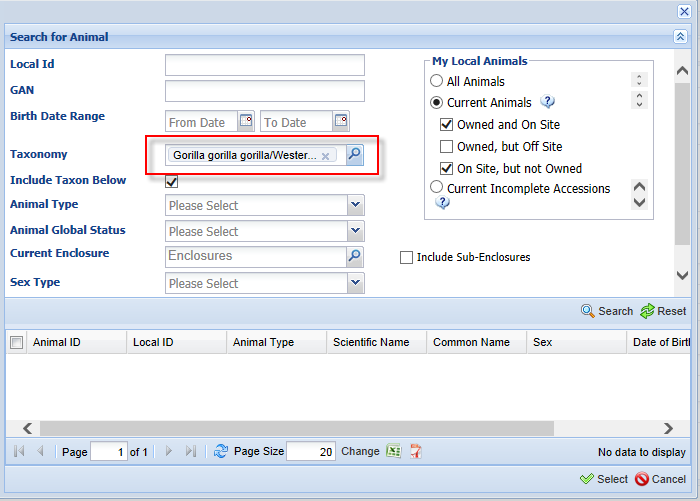 Search for Animal
Local Id
GAN
Birth Date Range From Date To Date
Taxonomy Gorilla gorilla gorilla/Wester...
Include Taxon Below
Animal Type Please Select
Animal Global Status Please Select
Current Enclosure Enclosures
Include Sub-Enclosures
Sex Type Please Select
My Local Animals
All Animals
Current Animals ?
Owned and On Site
Owned, but Off Site
On Site, but not Owned
Current Incomplete Accessions
?
Search Reset
Animal ID Local ID Animal Type Scientific Name Common Name Sex Date of Birt
Page 1 of 1 Page Size 20 Change No data to display
Select Cancel